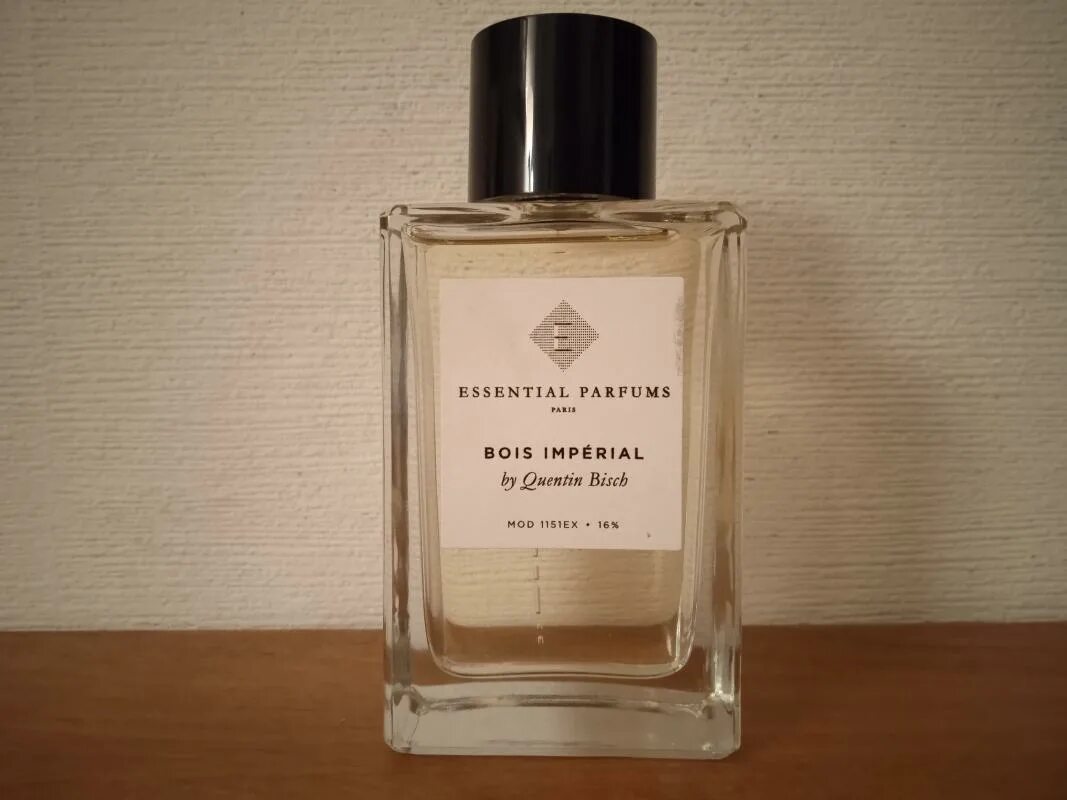 E
ESSENTIAL PARFUMS
PARIS
BOIS IMPÉRIAL
by Quentin Bisch
MOD 1151EX • 16%